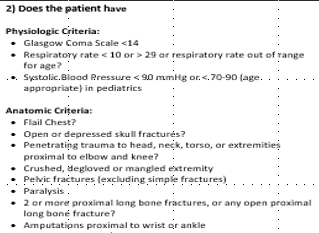 2) Does the patient have
Physiologic Criteria:
• Glasgow Coma Scale <14
• Respiratory rate < 10 or > 29 or respiratory rate out of range
for age?
• Systolic Blood Pressure < 90 mmHg or < 70-90 (age
appropriate) in pediatrics
Anatomic Criteria:
• Flail Chest?
• Open or depressed skull fractures?
• Penetrating trauma to head, neck, torso, or extremities
proximal to elbow and knee?
• Crushed, degloved or mangled extremity
• Pelvic fractures (excluding simple fractures)
• Paralysis
• 2 or more proximal long bone fractures, or any open proximal
long bone fracture?
• Amputations proximal to wrist or ankle